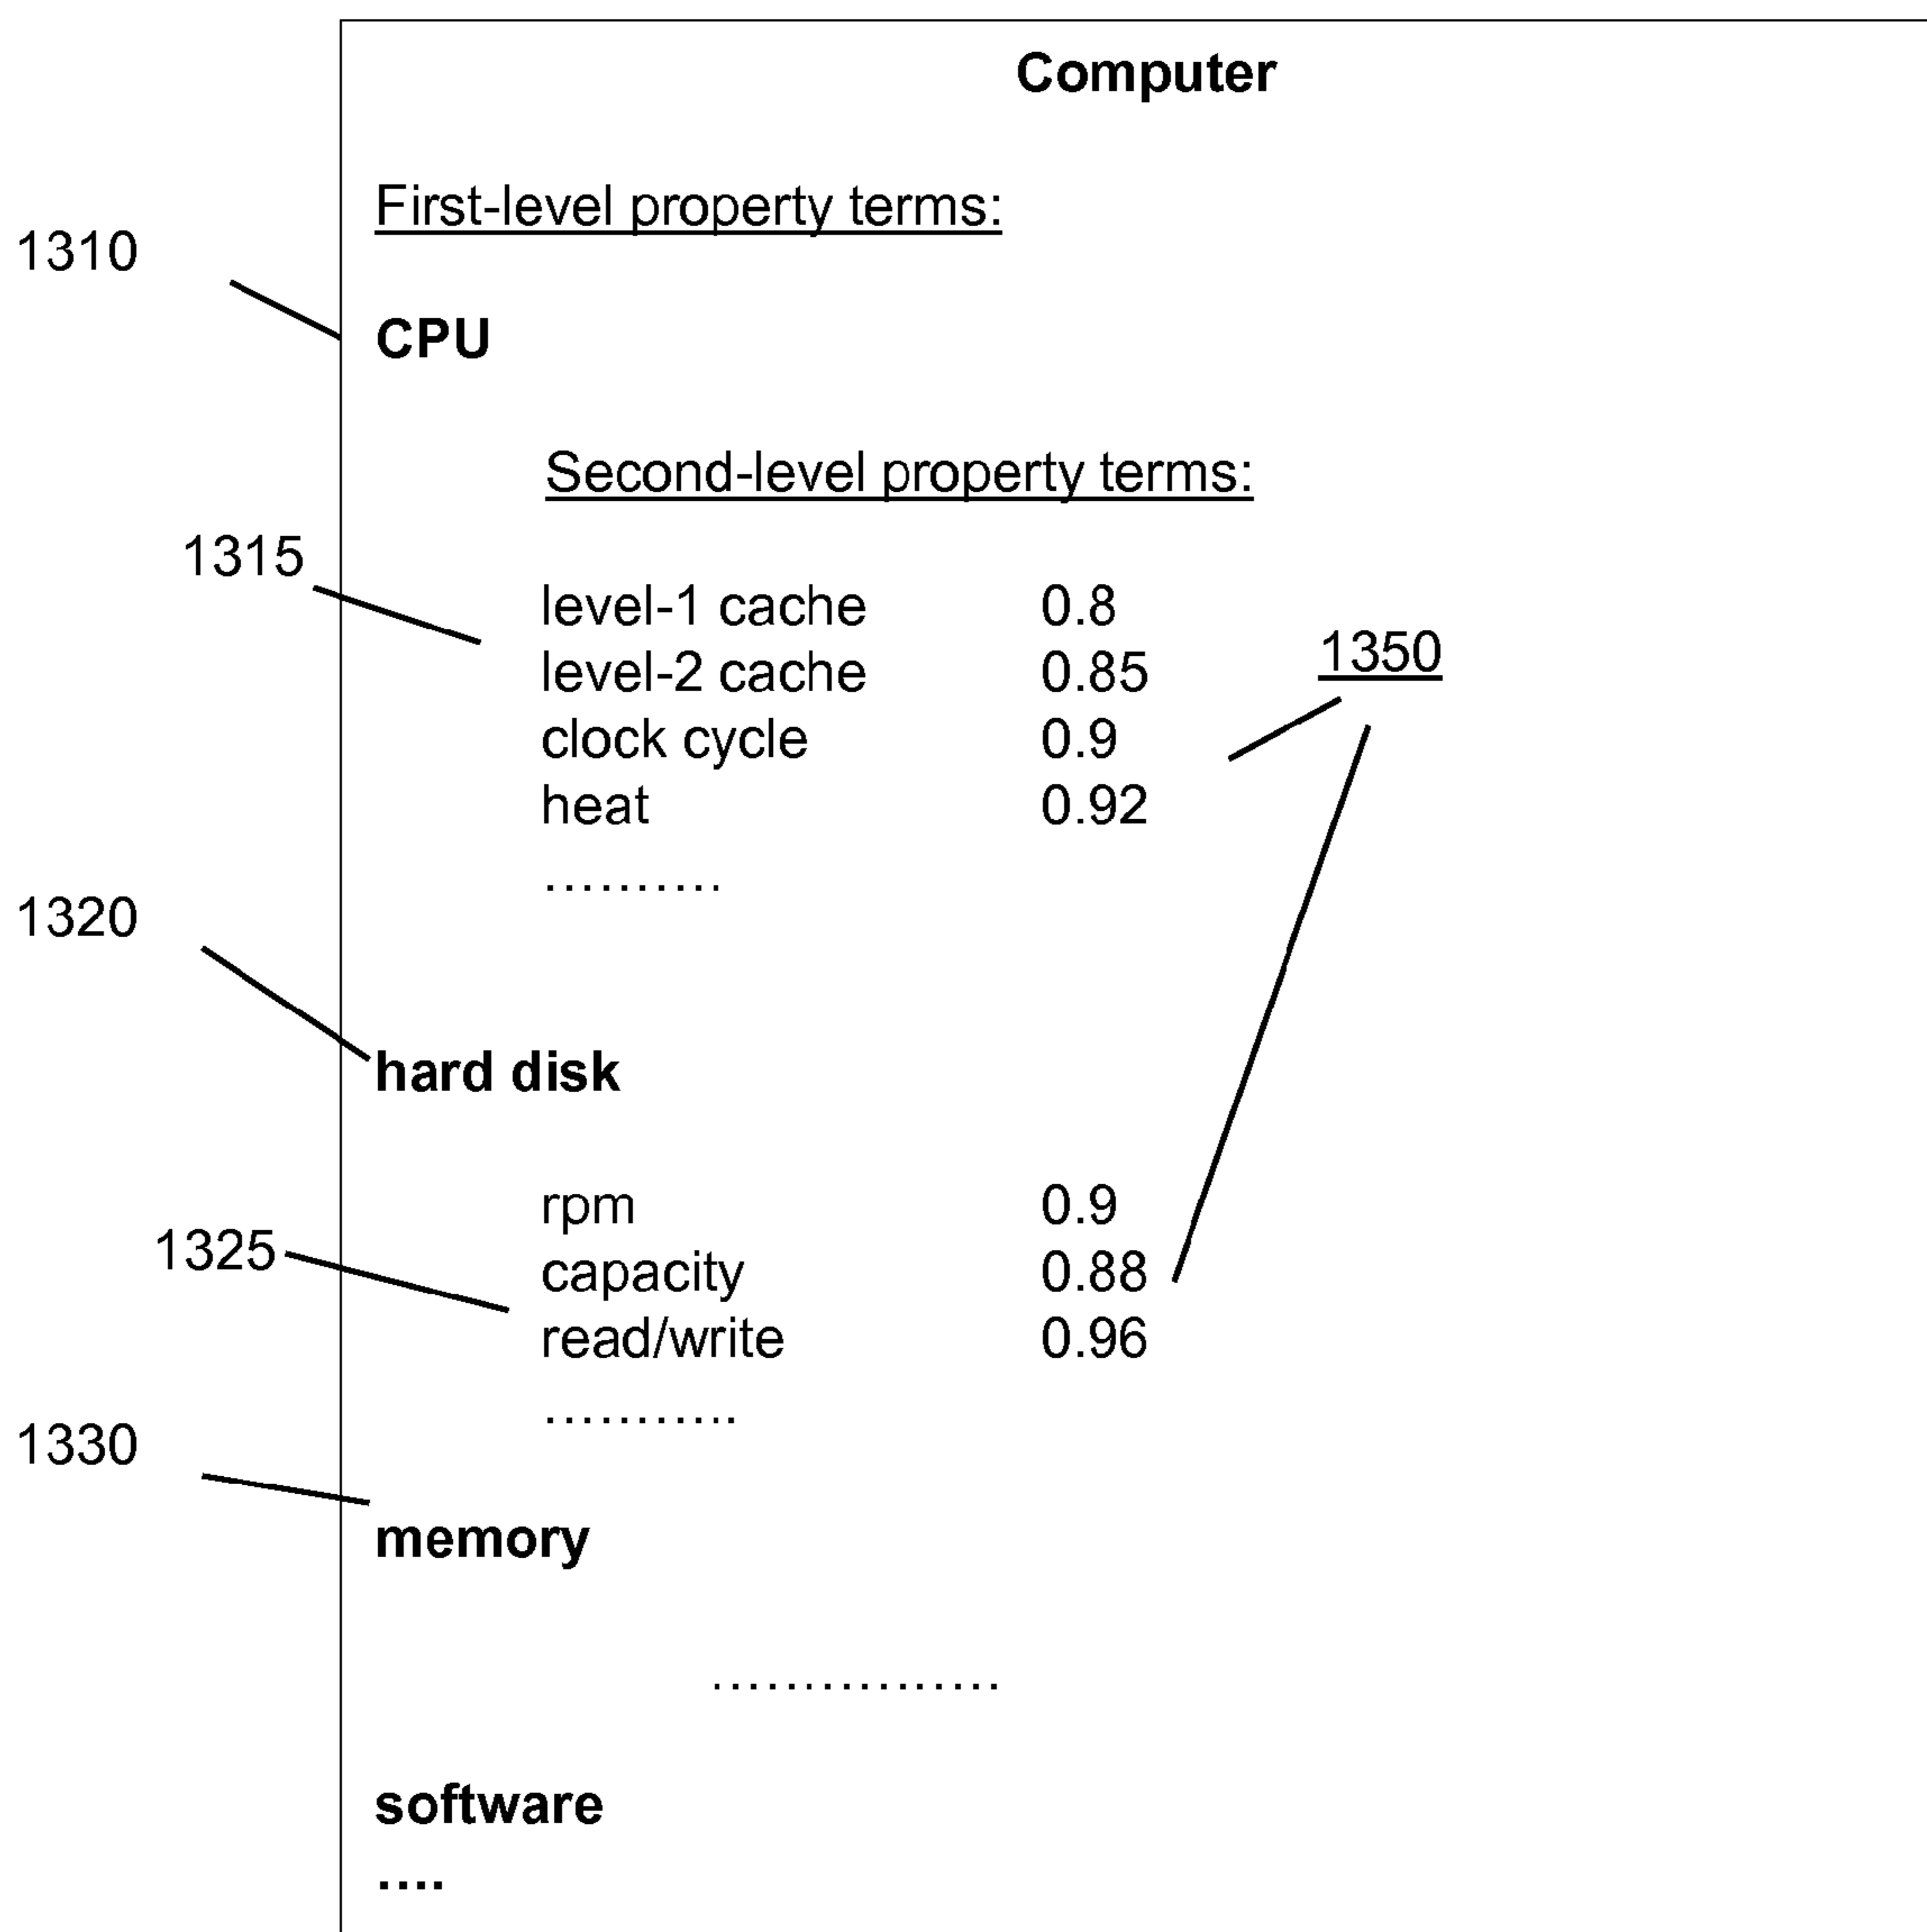 Computer
First-level property terms:
1310
CPU
Second-level property terms:
1315
level-1 cache 0.8
1350
level-2 cache 0.85
clock cycle 0.9
heat 0.92
..........
1320
hard disk
rpm 0.9
1325
capacity 0.88
read/write 0.96
...........
1330
memory
................
software
....